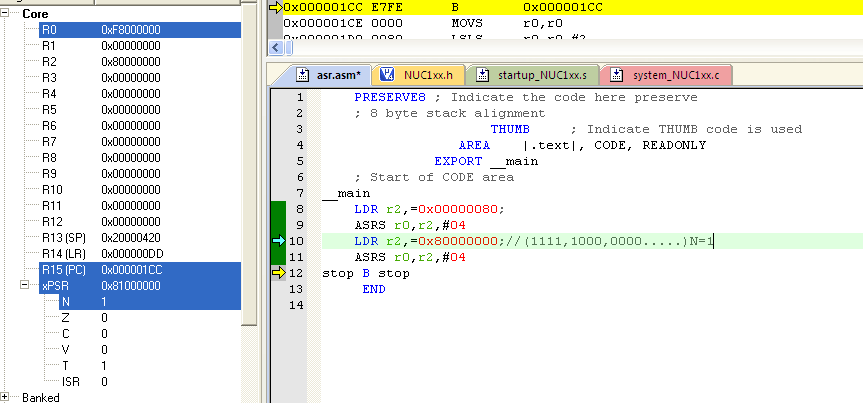 Core
R0 0xF8000000
R1 0x00000000
R2 0x80000000
R3 0x00000000
R4 0x00000000
R5 0x00000000
R6 0x00000000
R7 0x00000000
R8 0x00000000
R9 0x00000000
R10 0x00000000
R11 0x00000000
R12 0x00000000
R13 (SP) 0x20000420
R14 (LR) 0x000000DD
R15 (PC) 0x000001CC
xPSR 0x81000000
N 1
Z 0
C 0
V 0
T 1
ISR 0
Banked
0x000001CC E7FE B 0x000001CC
0x000001CE 0000 MOVS r0,r0
0x000001D0 0080 LSLS r0,r0,#2
asr.asm* NUC1xx.h startup_NUC1xx.s system_NUC1xx.c
1 PRESERVE8 ; Indicate the code here preserve
2 ; 8 byte stack alignment
3 THUMB ; Indicate THUMB code is used
4 AREA |.text|, CODE, READONLY
5 EXPORT __main
6 ; Start of CODE area
7 __main
8 LDR r2,=0x00000080;
9 ASRS r0,r2,#04
10 LDR r2,=0x80000000;//(1111,1000,0000.....)N=1
11 ASRS r0,r2,#04
12 stop B stop
13 END
14